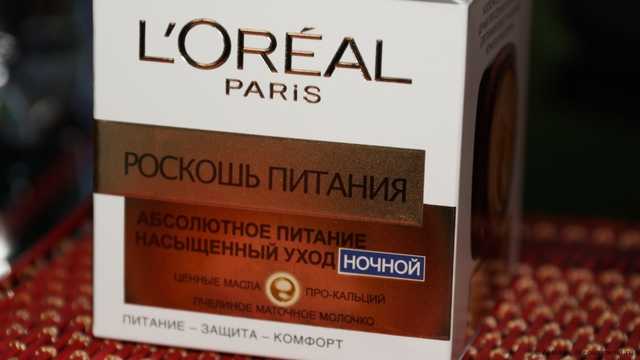 L'ORÉAL
PARiS
РОСКОШЬ ПИТАНИЯ
АБСОЛЮТНОЕ ПИТАНИЕ
НАСЫЩЕННЫЙ УХОД НОЧНОЙ
ЦЕННЫЕ МАСЛА ПРО-КАЛЬЦИЙ
ПЧЕЛИНОЕ МАТОЧНОЕ МОЛОЧКО
ПИТАНИЕ – ЗАЩИТА – КОМФОРТ